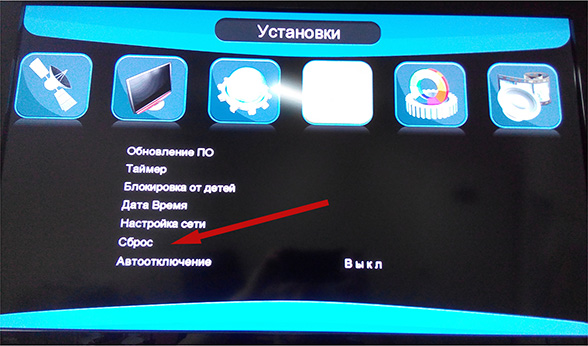 Установки
Обновление ПО
Таймер
Блокировка от детей
Дата Время
Настройка сети
Сброс
Автоотключение Выкл